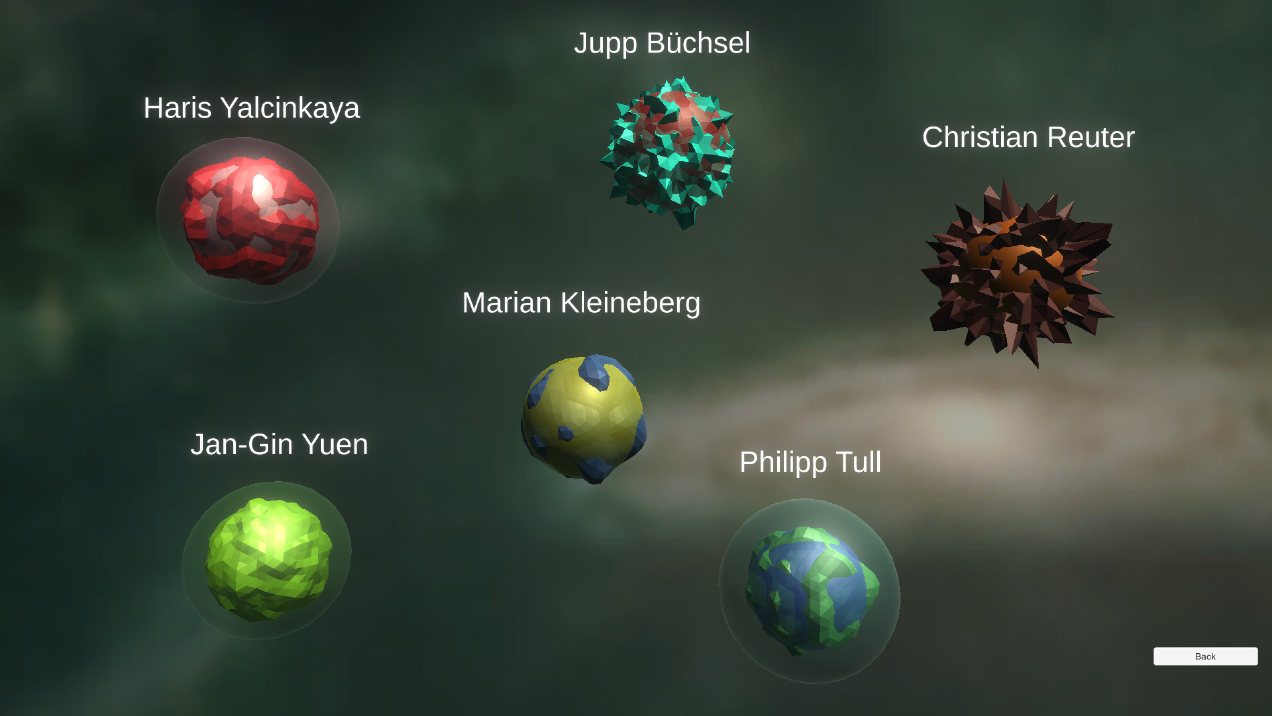 Jupp Büchsel
Haris Yalcinkaya
Christian Reuter
Marian Kleineberg
Jan-Gin Yuen
Philipp Tull
Back